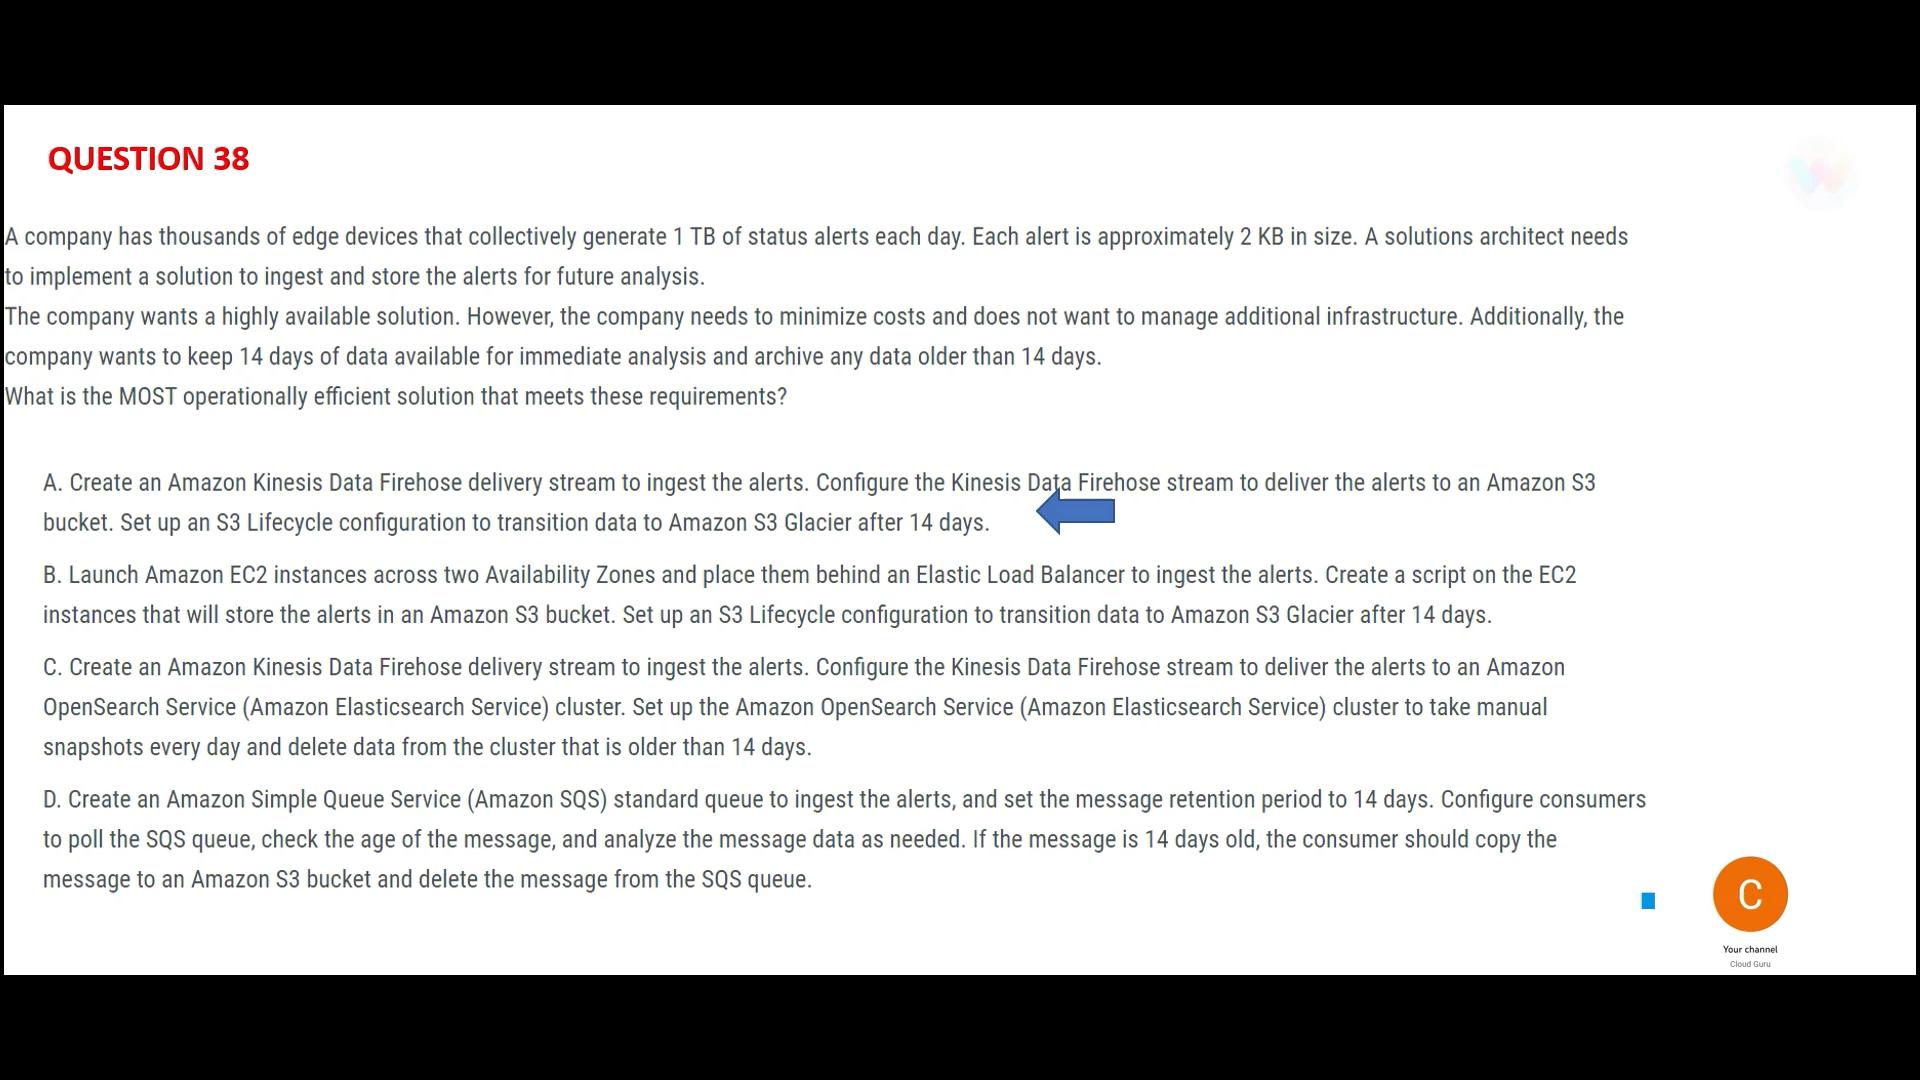 QUESTION 38
A company has thousands of edge devices that collectively generate 1 TB of status alerts each day. Each alert is approximately 2 KB in size. A solutions architect needs
to implement a solution to ingest and store the alerts for future analysis.
The company wants a highly available solution. However, the company needs to minimize costs and does not want to manage additional infrastructure. Additionally, the
company wants to keep 14 days of data available for immediate analysis and archive any data older than 14 days.
What is the MOST operationally efficient solution that meets these requirements?
A. Create an Amazon Kinesis Data Firehose delivery stream to ingest the alerts. Configure the Kinesis Data Firehose stream to deliver the alerts to an Amazon S3
bucket. Set up an S3 Lifecycle configuration to transition data to Amazon S3 Glacier after 14 days.
B. Launch Amazon EC2 instances across two Availability Zones and place them behind an Elastic Load Balancer to ingest the alerts. Create a script on the EC2
instances that will store the alerts in an Amazon S3 bucket. Set up an S3 Lifecycle configuration to transition data to Amazon S3 Glacier after 14 days.
C. Create an Amazon Kinesis Data Firehose delivery stream to ingest the alerts. Configure the Kinesis Data Firehose stream to deliver the alerts to an Amazon
OpenSearch Service (Amazon Elasticsearch Service) cluster. Set up the Amazon OpenSearch Service (Amazon Elasticsearch Service) cluster to take manual
snapshots every day and delete data from the cluster that is older than 14 days.
D. Create an Amazon Simple Queue Service (Amazon SQS) standard queue to ingest the alerts, and set the message retention period to 14 days. Configure consumers
to poll the SQS queue, check the age of the message, and analyze the message data as needed. If the message is 14 days old, the consumer should copy the
message to an Amazon S3 bucket and delete the message from the SQS queue.
C
Your channel
Cloud Guru